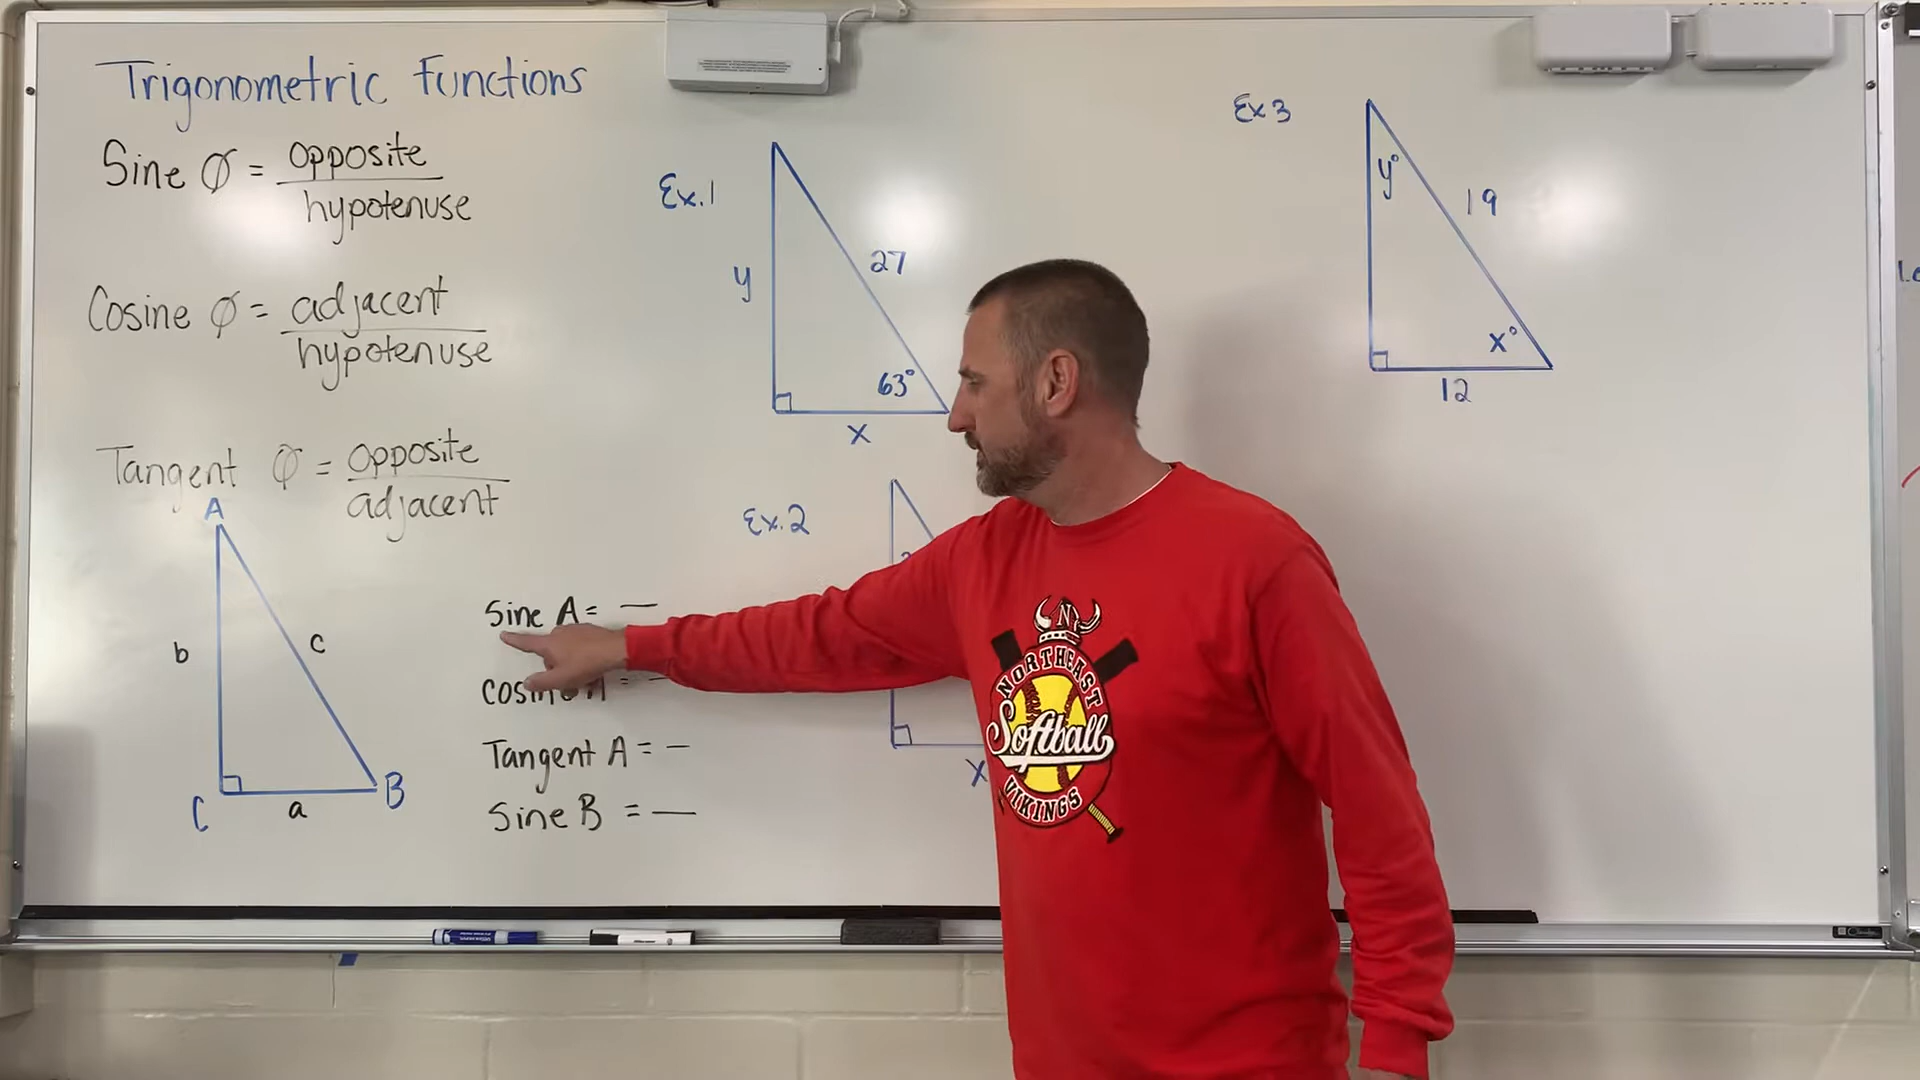 Trigonometric Functions
Sine Ø = opposite
hypotenuse
Cosine Ø = adjacent
hypotenuse
Tangent Ø = opposite
adjacent
A
b
c
C
a
B
Sine A = —
Cosine A = -
Tangent A = -
Sine B = —
Ex. 1
y
27
63°
x
Ex. 2
x
Ex 3
y°
19
x°
12
N
NORTHEAST
Softball
VIKINGS